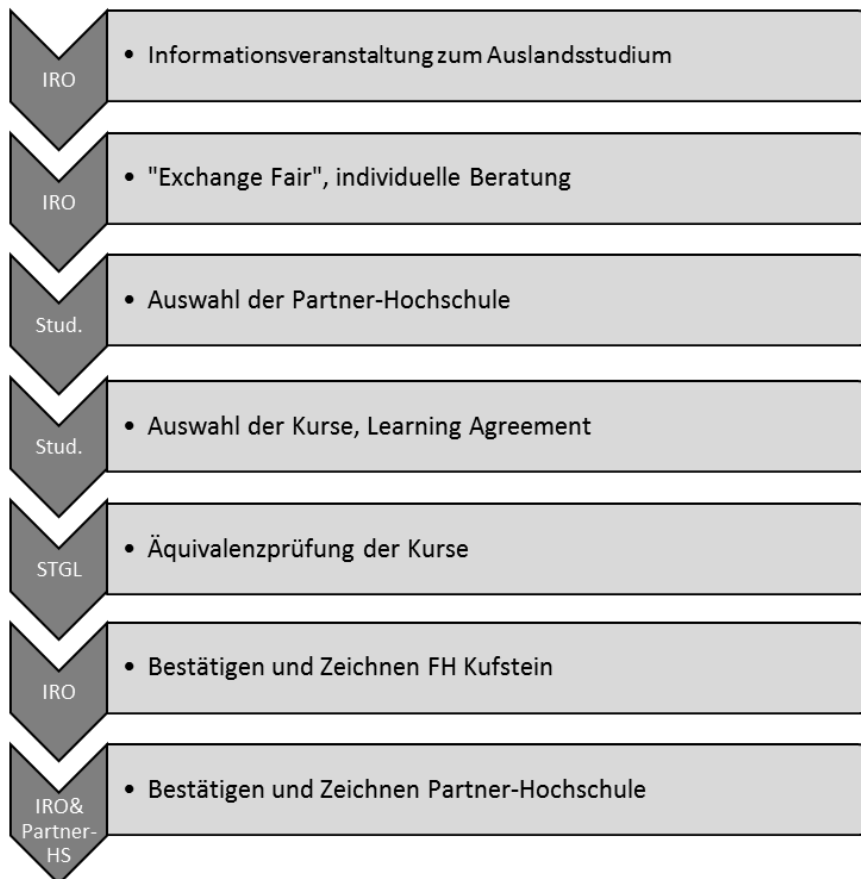 IRO
• Informationsveranstaltung zum Auslandsstudium
IRO
• "Exchange Fair", individuelle Beratung
Stud.
• Auswahl der Partner-Hochschule
Stud.
• Auswahl der Kurse, Learning Agreement
STGL
• Äquivalenzprüfung der Kurse
IRO
• Bestätigen und Zeichnen FH Kufstein
IRO&
Partner-
HS
• Bestätigen und Zeichnen Partner-Hochschule